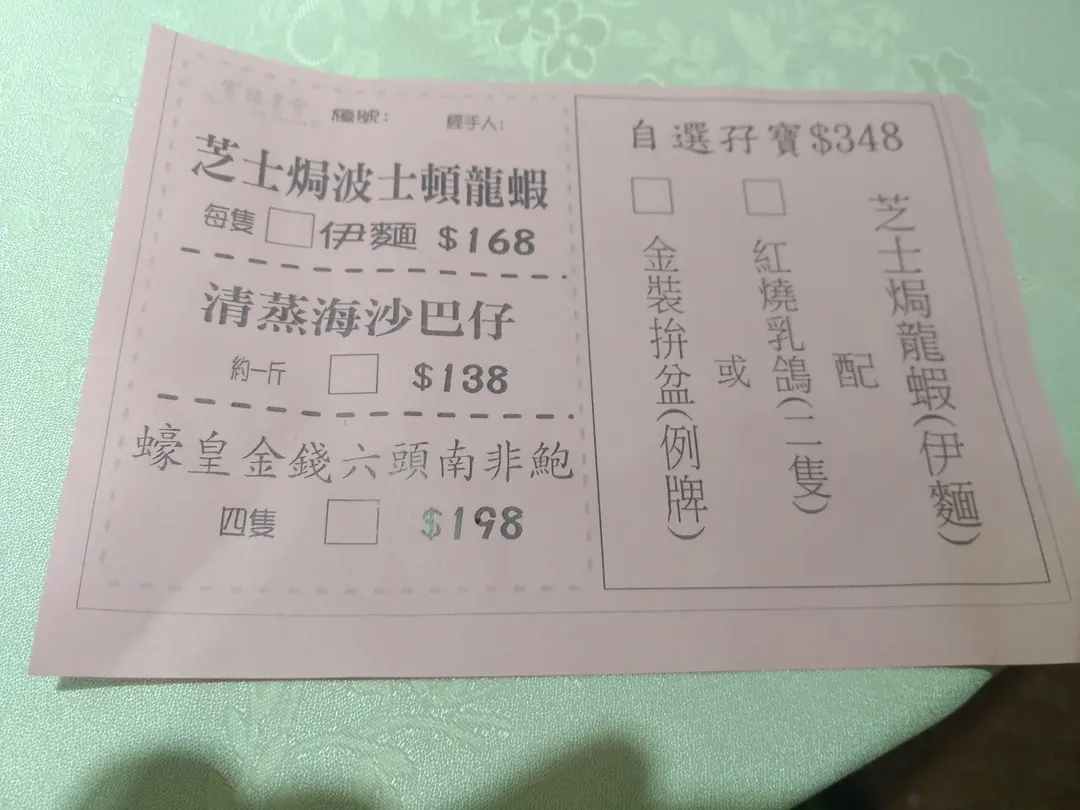 檯號： 經手人：
芝士焗波士頓龍蝦
每隻 伊麵 $168
清蒸海沙巴仔
約一斤 $138
蠔皇金錢六頭南非鮑
四隻 $198
自選孖寶$348
芝士焗龍蝦(伊麵)
配
紅燒乳鴿(二隻)
或
金裝拚盆(例牌)